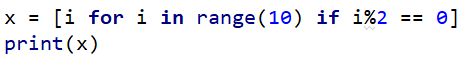 x = [i for i in range(10) if i%2 == 0]
print(x)